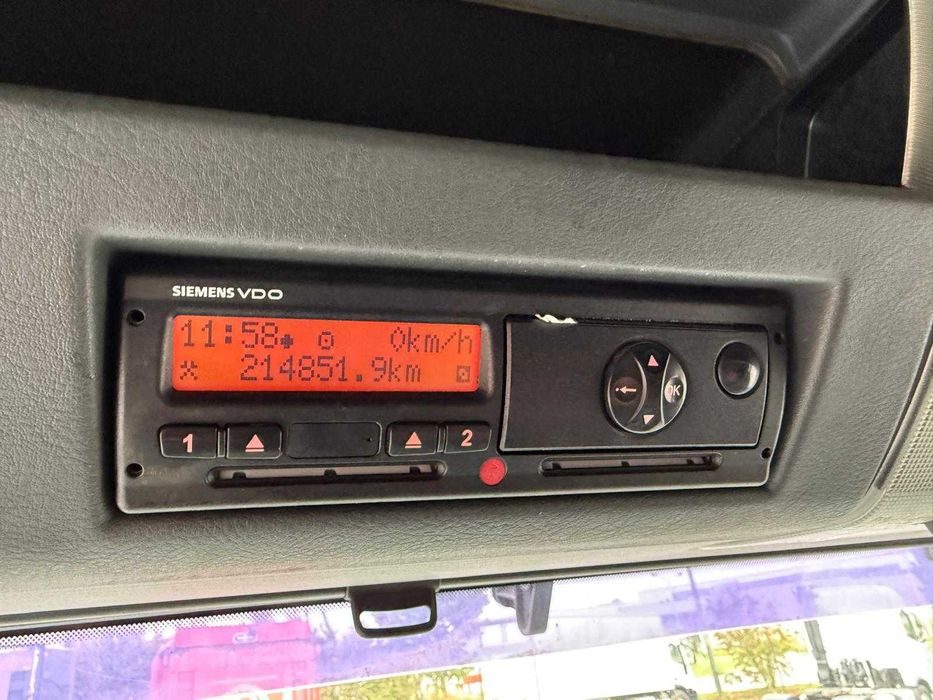 SIEMENS VDO
11:58 0km/h
214851.9km
1
2
OK